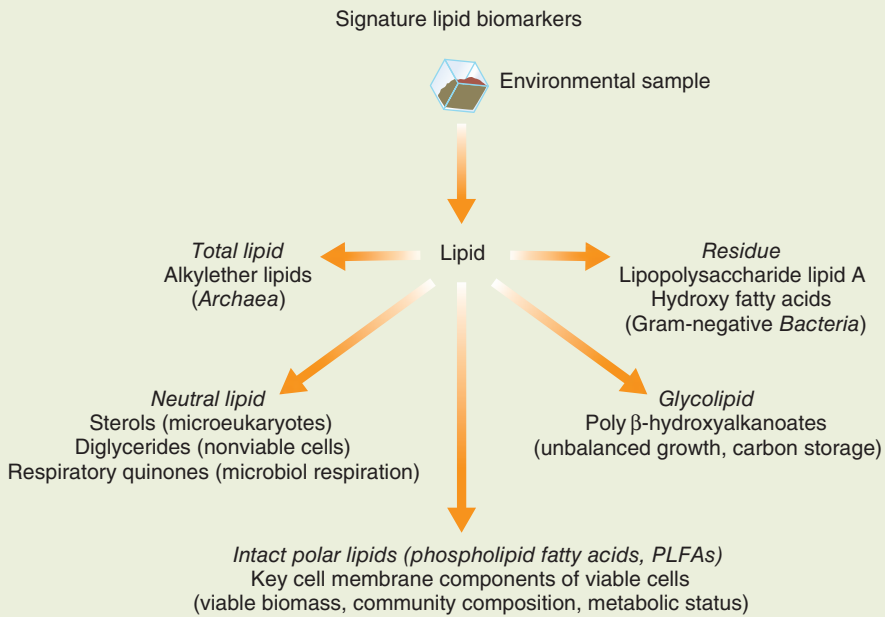 Signature lipid biomarkers
Environmental sample
Total lipid
Alkylether lipids
(Archaea)
Lipid
Residue
Lipopolysaccharide lipid A
Hydroxy fatty acids
(Gram-negative Bacteria)
Neutral lipid
Sterols (microeukaryotes)
Diglycerides (nonviable cells)
Respiratory quinones (microbiol respiration)
Glycolipid
Poly β-hydroxyalkanoates
(unbalanced growth, carbon storage)
Intact polar lipids (phospholipid fatty acids, PLFAs)
Key cell membrane components of viable cells
(viable biomass, community composition, metabolic status)